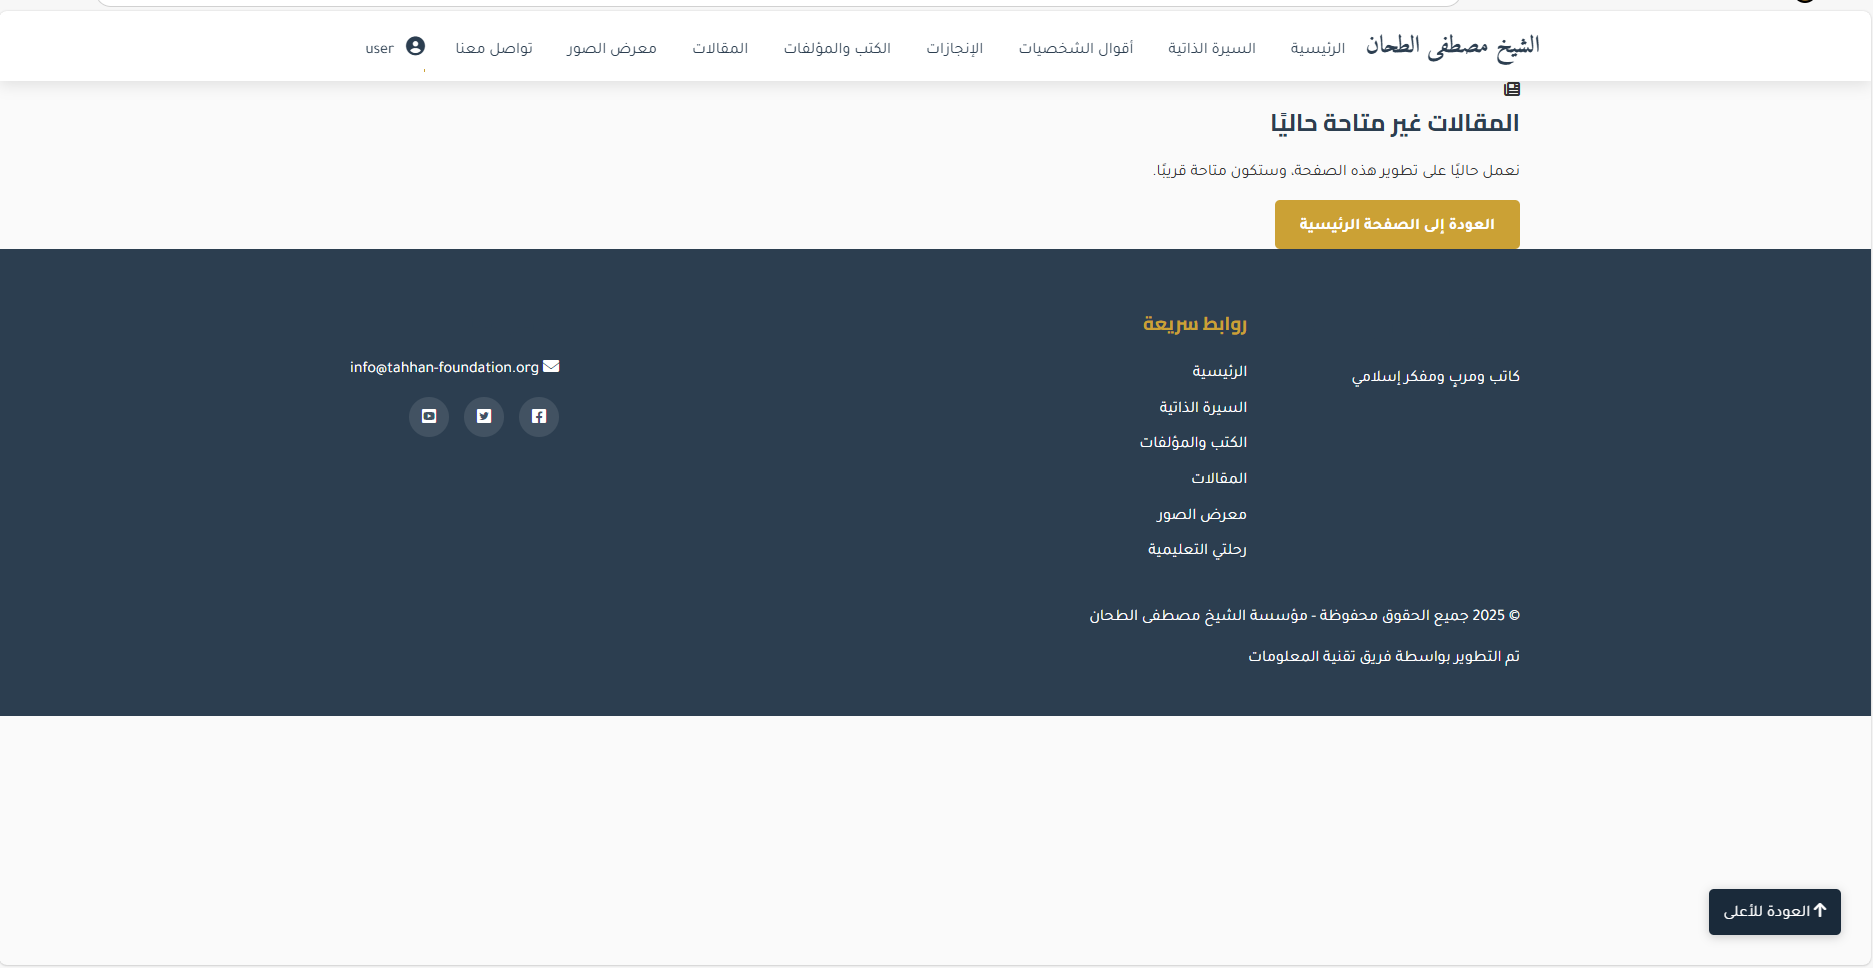 الشيخ مصطفى الطحان
الرئيسية
السيرة الذاتية
أقوال الشخصيات
الإنجازات
الكتب والمؤلفات
المقالات
معرض الصور
تواصل معنا
user
المقالات غير متاحة حاليًا
نعمل حاليًا على تطوير هذه الصفحة، وستكون متاحة قريبًا.
العودة إلى الصفحة الرئيسية
كاتب ومربٍ ومفكر إسلامي
روابط سريعة
الرئيسية
السيرة الذاتية
الكتب والمؤلفات
المقالات
معرض الصور
رحلتي التعليمية
info@tahhan-foundation.org
© 2025 جميع الحقوق محفوظة - مؤسسة الشيخ مصطفى الطحان
تم التطوير بواسطة فريق تقنية المعلومات
العودة للأعلى